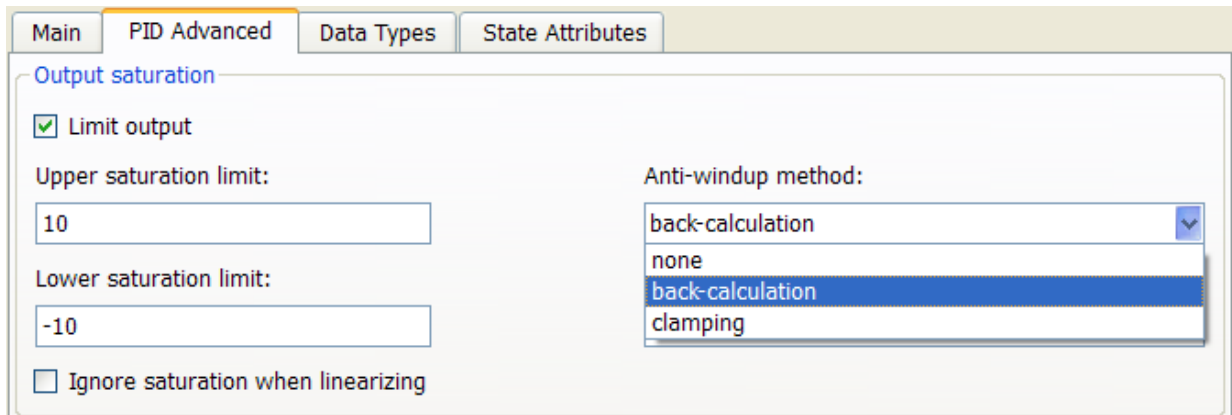 Main PID Advanced Data Types State Attributes
Output saturation
Limit output
Upper saturation limit:
10
Lower saturation limit:
-10
Ignore saturation when linearizing
Anti-windup method:
back-calculation
none
back-calculation
clamping